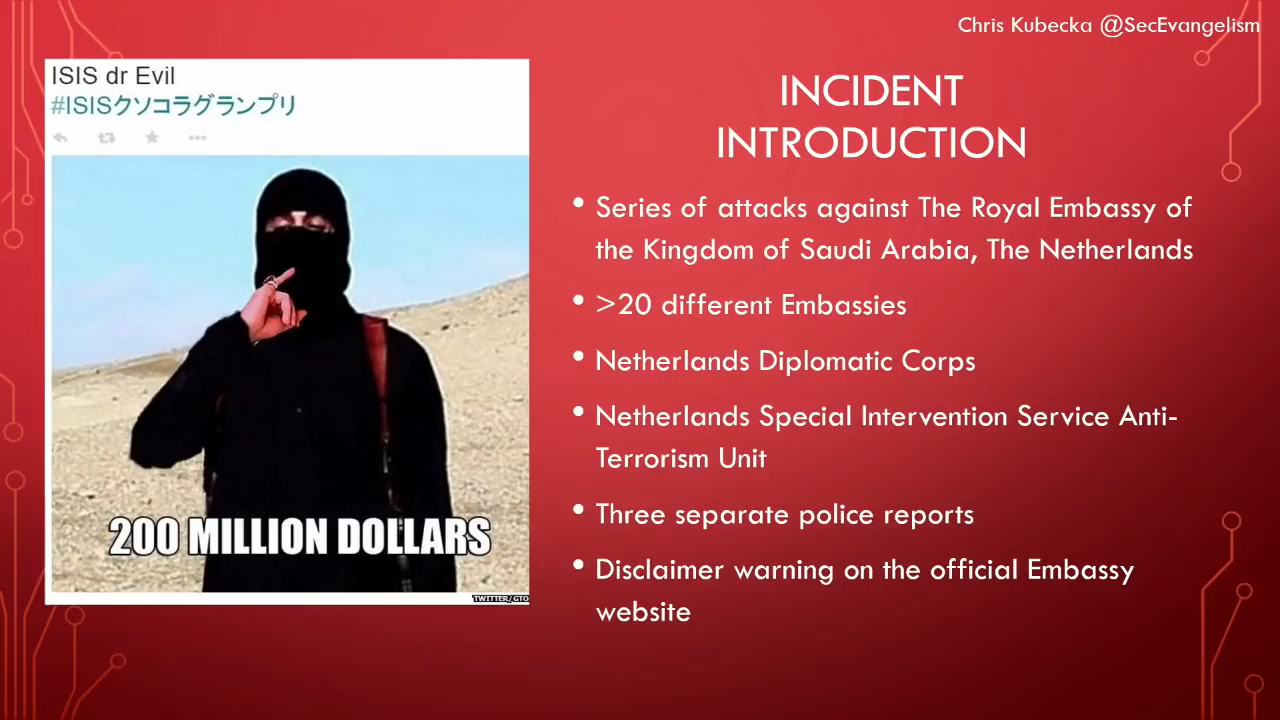 Chris Kubecka @SecEvangelism
ISIS dr Evil
#ISISクソコラグランプリ
200 MILLION DOLLARS
TWITTER/GTO
INCIDENT
INTRODUCTION
• Series of attacks against The Royal Embassy of
the Kingdom of Saudi Arabia, The Netherlands
• >20 different Embassies
• Netherlands Diplomatic Corps
• Netherlands Special Intervention Service Anti-
Terrorism Unit
• Three separate police reports
• Disclaimer warning on the official Embassy
website